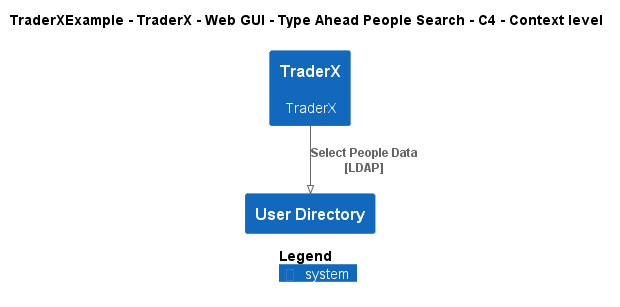 TraderXExample - TraderX - Web GUI - Type Ahead People Search - C4 - Context level
TraderX
TraderX
Select People Data
[LDAP]
User Directory
Legend
system